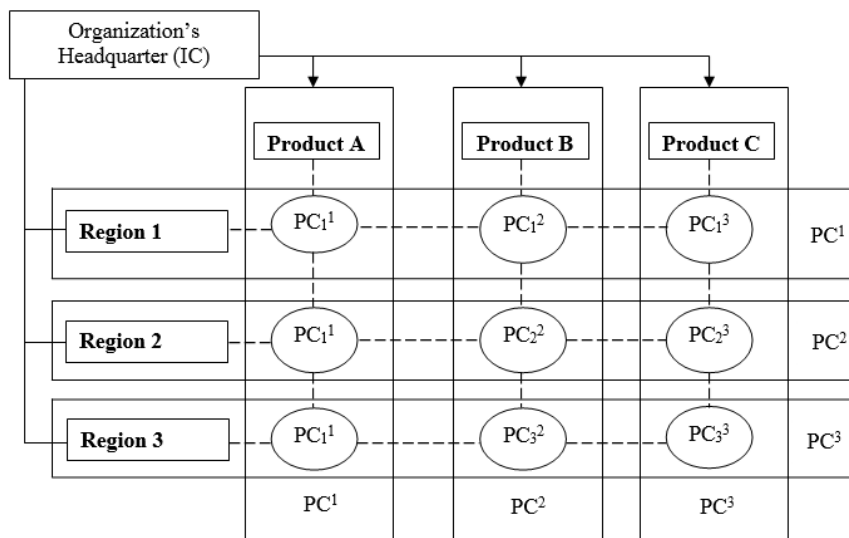 Organization's
Headquarter (IC)
Product A
Product B
Product C
Region 1
PC₁¹
PC₁²
PC₁³
PC¹
Region 2
PC₁¹
PC₂²
PC₂³
PC²
Region 3
PC₁¹
PC₃²
PC₃³
PC³
PC¹
PC²
PC³